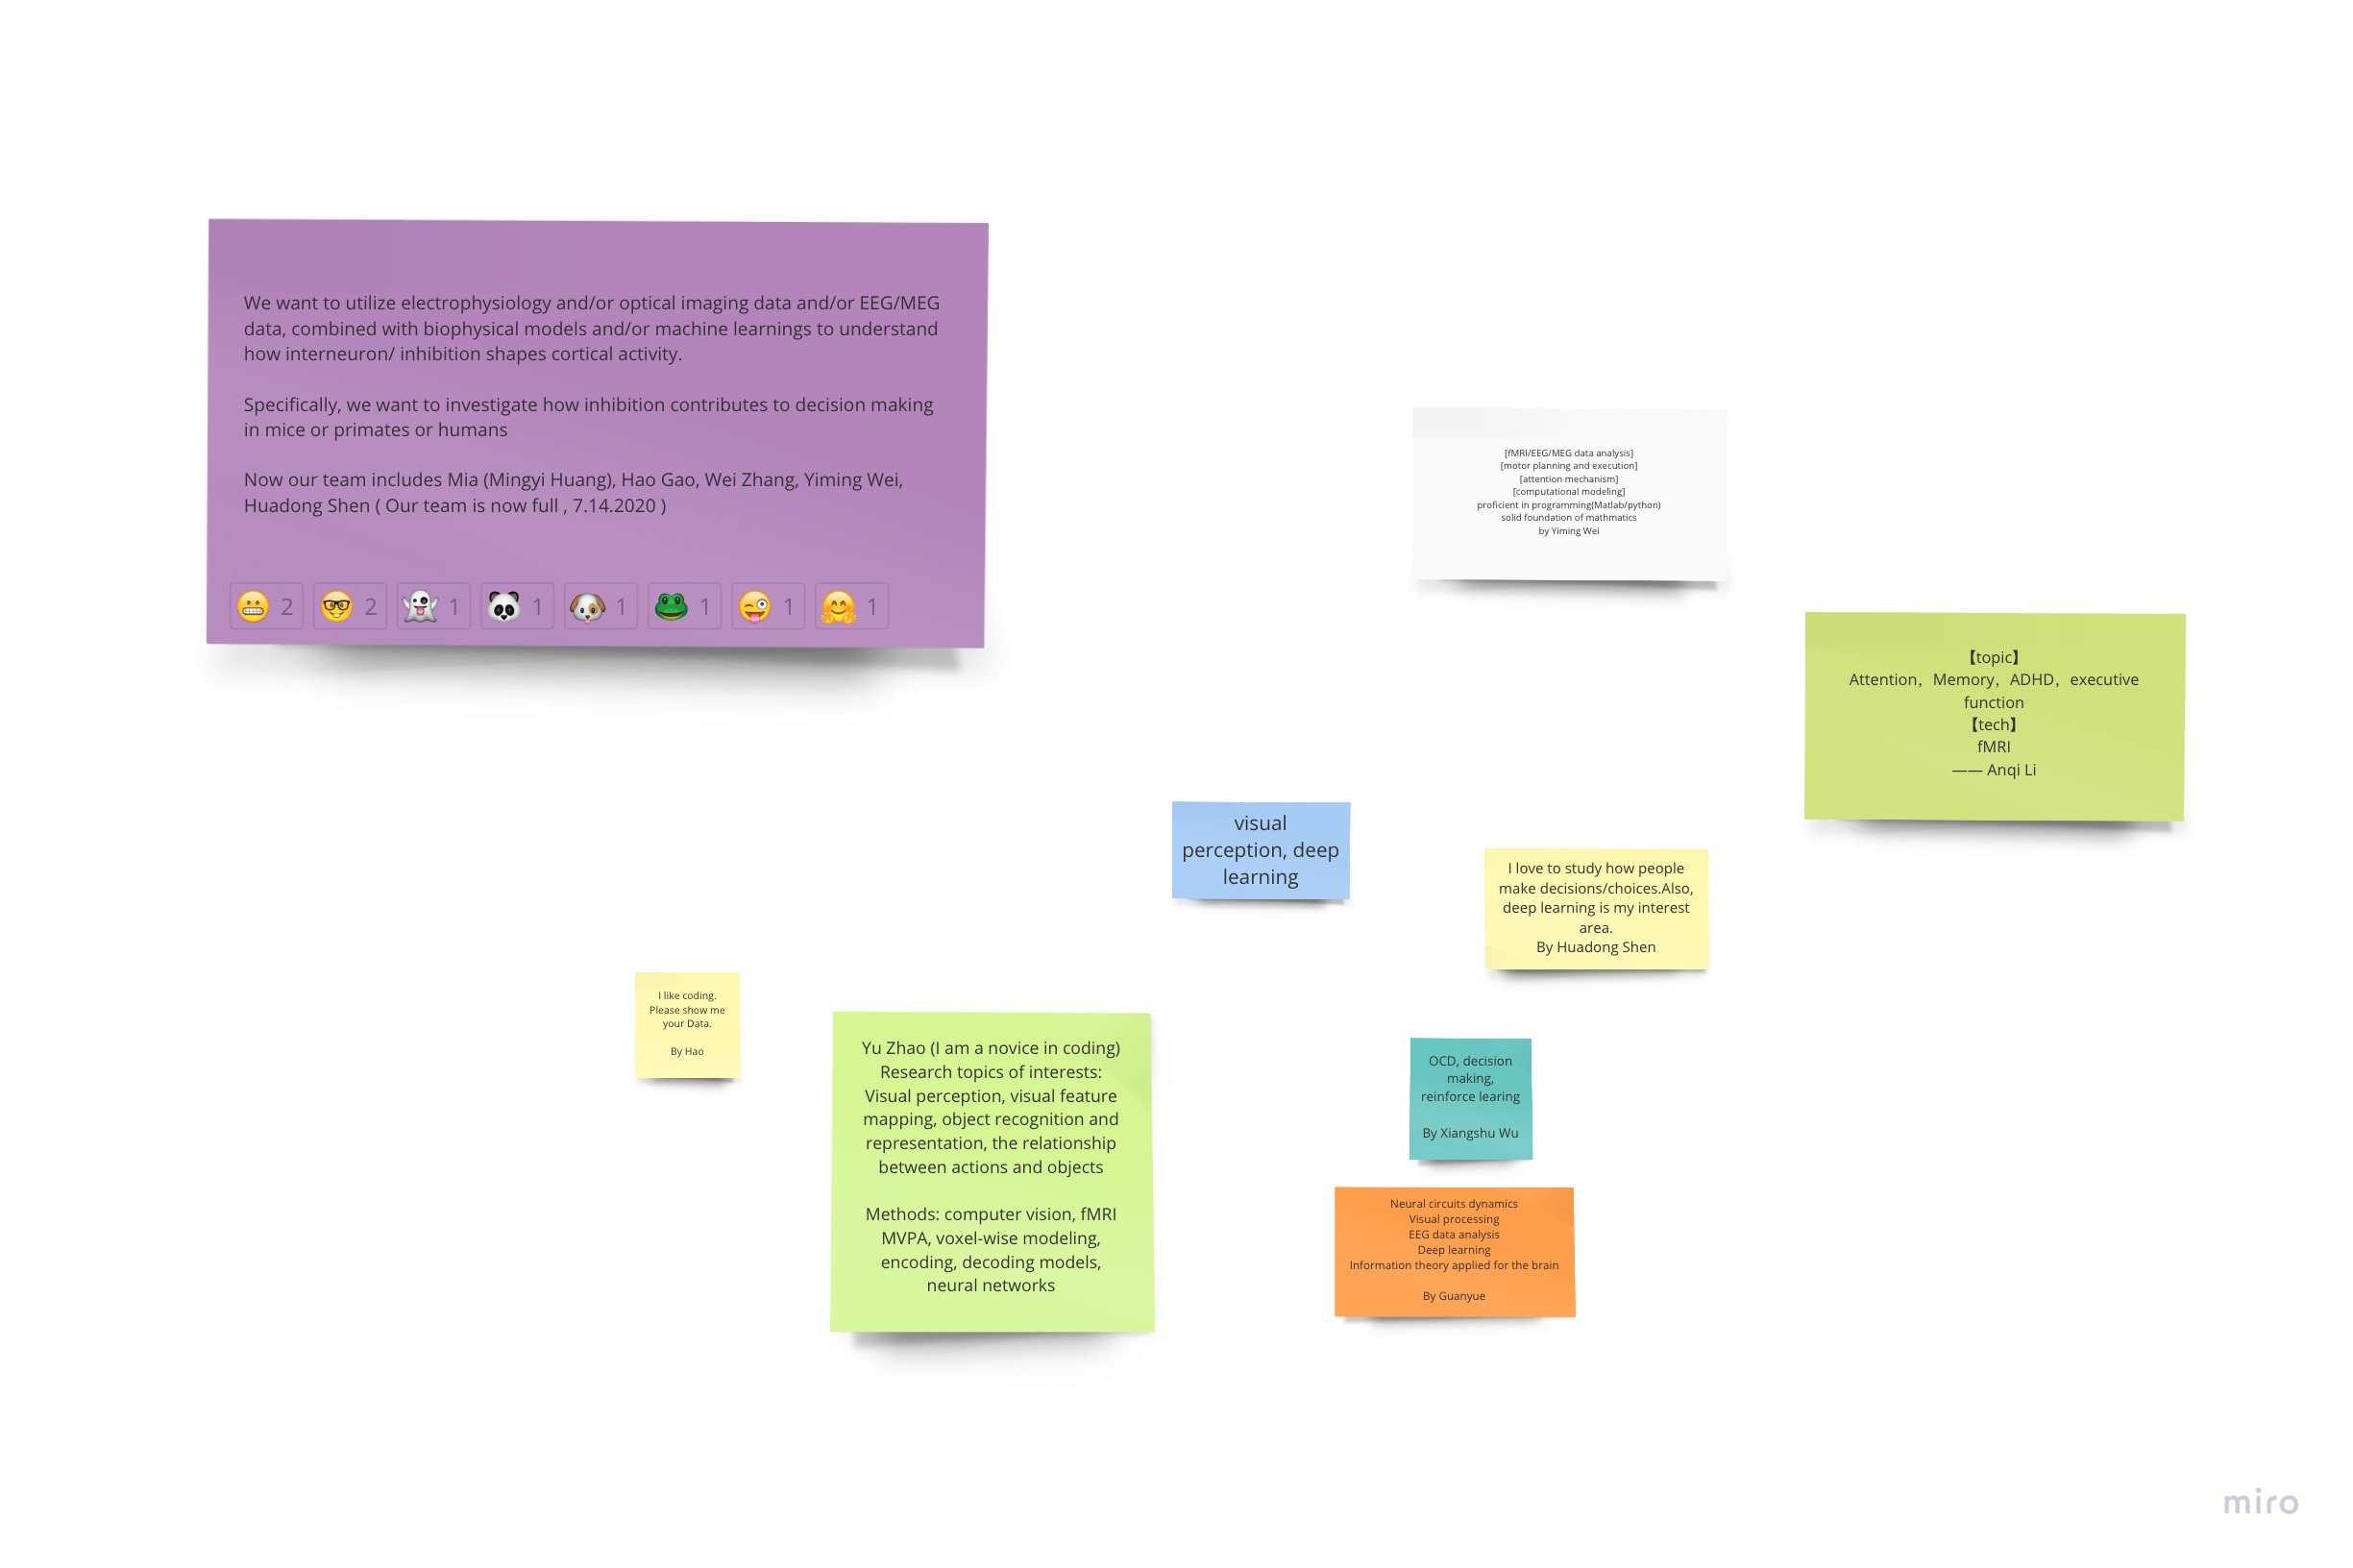 We want to utilize electrophysiology and/or optical imaging data and/or EEG/MEG
data, combined with biophysical models and/or machine learnings to understand
how interneuron/ inhibition shapes cortical activity.
Specifically, we want to investigate how inhibition contributes to decision making
in mice or primates or humans
Now our team includes Mia (Mingyi Huang), Hao Gao, Wei Zhang, Yiming Wei,
Huadong Shen ( Our team is now full , 7.14.2020 )
2 2 1 1 1 1 1 1
[fMRI/EEG/MEG data analysis]
[motor planning and execution]
[attention mechanism]
[computational modeling]
proficient in programming(Matlab/python)
solid foundation of mathmatics
by Yiming Wei
【topic】
Attention，Memory，ADHD，executive
function
【tech】
fMRI
—— Anqi Li
visual
perception, deep
learning
I love to study how people
make decisions/choices.Also,
deep learning is my interest
area.
By Huadong Shen
I like coding.
Please show me
your Data.
By Hao
Yu Zhao (I am a novice in coding)
Research topics of interests:
Visual perception, visual feature
mapping, object recognition and
representation, the relationship
between actions and objects
Methods: computer vision, fMRI
MVPA, voxel-wise modeling,
encoding, decoding models,
neural networks
OCD, decision
making,
reinforce learing
By Xiangshu Wu
Neural circuits dynamics
Visual processing
EEG data analysis
Deep learning
Information theory applied for the brain
By Guanyue
miro